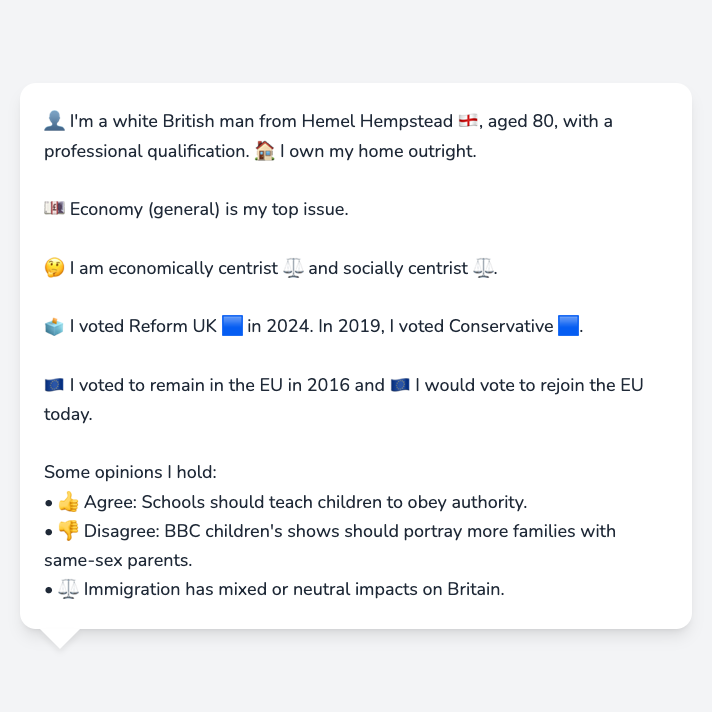 👤 I'm a white British man from Hemel Hempstead 🏴󠁧󠁢󠁥󠁮󠁧󠁿, aged 80, with a
professional qualification. 🏠 I own my home outright.
💷 Economy (general) is my top issue.
🤔 I am economically centrist ⚖️ and socially centrist ⚖️.
🗳️ I voted Reform UK 🟦 in 2024. In 2019, I voted Conservative 🟦.
🇪🇺 I voted to remain in the EU in 2016 and 🇪🇺 I would vote to rejoin the EU
today.
Some opinions I hold:
• 👍 Agree: Schools should teach children to obey authority.
• 👎 Disagree: BBC children's shows should portray more families with
same-sex parents.
• ⚖️ Immigration has mixed or neutral impacts on Britain.